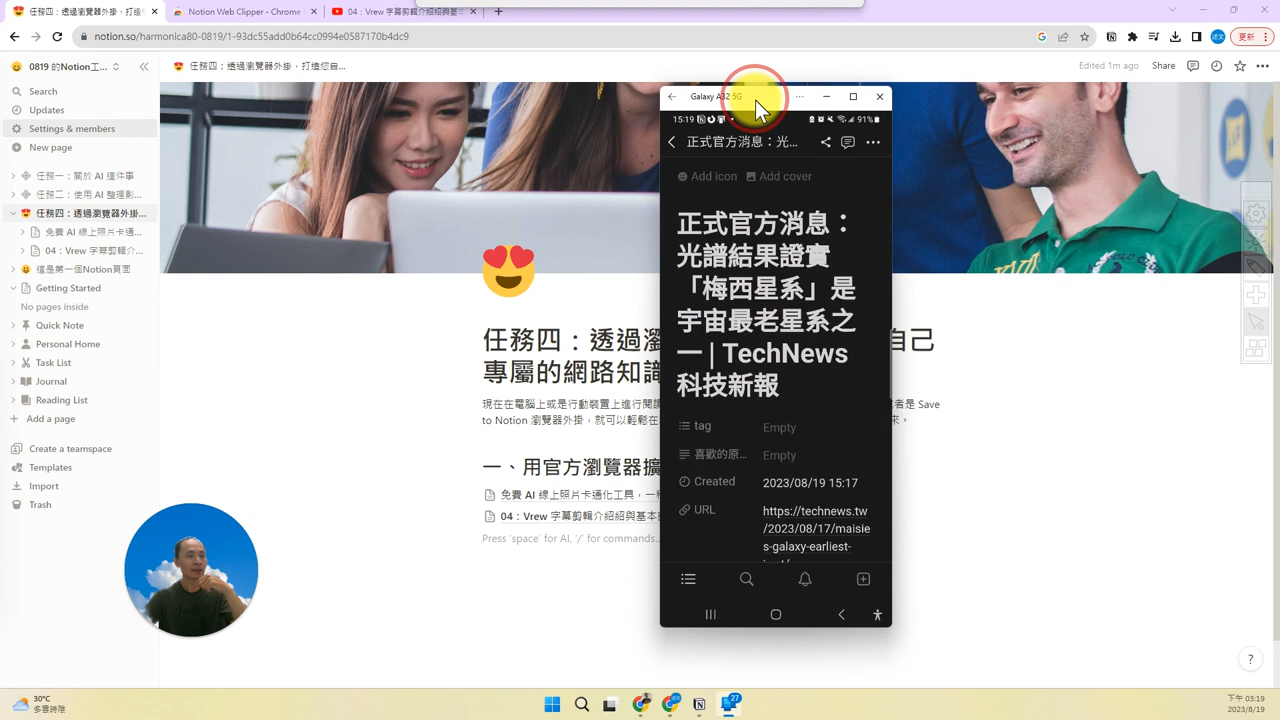 任務四：透過瀏覽器外掛，打造
Notion Web Clipper - Chrome
04：Vrew 字幕剪輯介紹紹與基本
notion.so/harmonica80-0819/1-93dc55add0b64cc0994e0587170b4dc9
更新
0819 的Notion工...
任務四：透過瀏覽器外掛，打造您自...
Edited 1m ago
Share
Search
Updates
Settings & members
New page
任務一：關於 AI 這件事
任務二：使用 AI 整理影...
任務四：透過瀏覽器外掛...
免費 AI 線上照片卡通...
04：Vrew 字幕剪輯介...
這是第一個Notion頁面
Getting Started
No pages inside
Quick Note
Personal Home
Task List
Journal
Reading List
Add a page
Create a teamspace
Templates
Import
Trash
任務四：透過瀏
自己
專屬的網路知識
現在在電腦上或是行動裝置上進行閱讀
者是 Save
to Notion 瀏覽器外掛，就可以輕鬆在
來。
一、用官方瀏覽器擴
免費 AI 線上照片卡通化工具，一秒
04：Vrew 字幕剪輯介紹紹與基本
Press 'space' for AI, '/' for commands...
Galaxy A32 5G
15:19
91%
正式官方消息：光...
Add icon
Add cover
正式官方消息：
光譜結果證實
「梅西星系」是
宇宙最老星系之
一 | TechNews
科技新報
tag
Empty
喜歡的原...
Empty
Created
2023/08/19 15:17
URL
https://technews.tw
/2023/08/17/maisie
s-galaxy-earliest-
?
30°C
多雲時陰
27
下午 03:19
2023/8/19